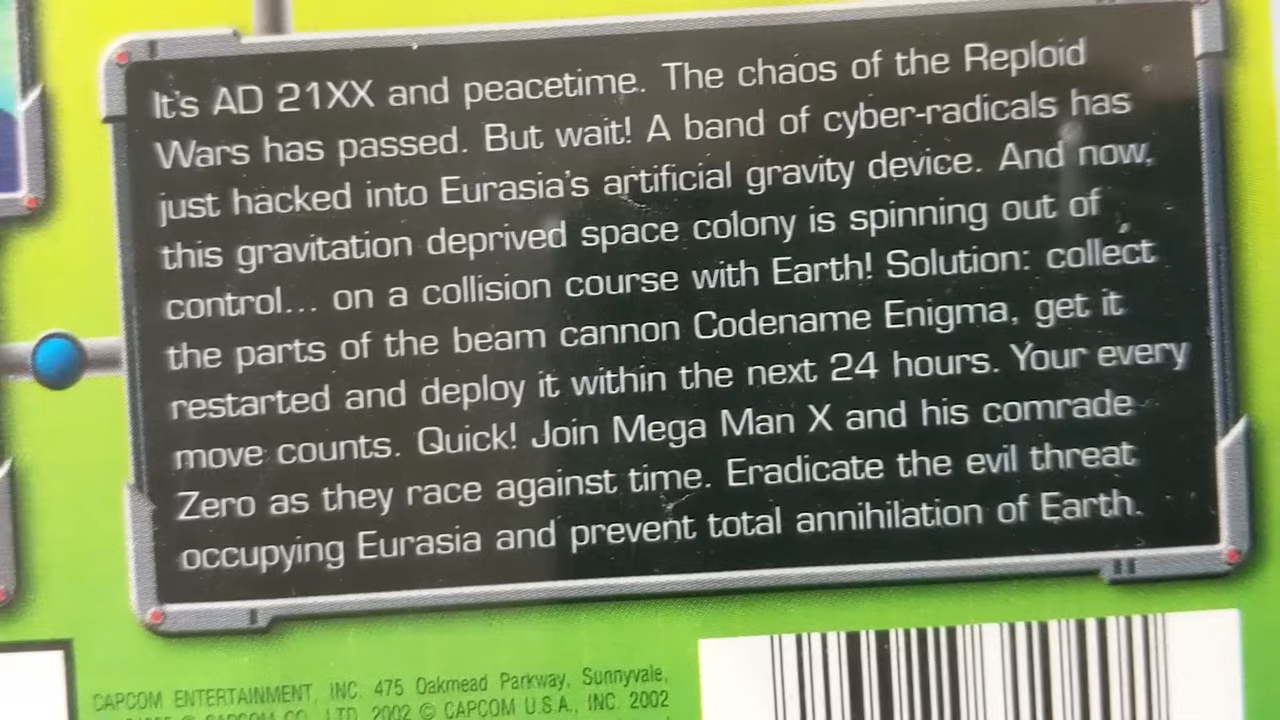 It's AD 21XX and peacetime. The chaos of the Reploid
Wars has passed. But wait! A band of cyber-radicals has
just hacked into Eurasia's artificial gravity device. And now,
this gravitation deprived space colony is spinning out of
control... on a collision course with Earth! Solution: collect
the parts of the beam cannon Codename Enigma, get it
restarted and deploy it within the next 24 hours. Your every
move counts. Quick! Join Mega Man X and his comrade
Zero as they race against time. Eradicate the evil threat
occupying Eurasia and prevent total annihilation of Earth.
CAPCOM ENTERTAINMENT, INC. 475 Oakmead Parkway, Sunnyvale,
CAPCOM CO., LTD. 2002 © CAPCOM U.S.A., INC. 2002